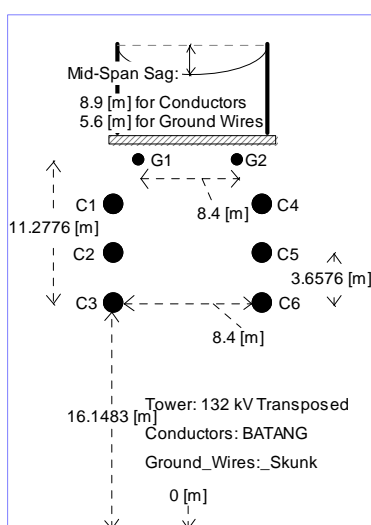 Mid-Span Sag:
8.9 [m] for Conductors
5.6 [m] for Ground Wires
G1 G2
C1 8.4 [m] C4
11.2776 [m]
C2 C5
3.6576 [m]
C3 C6
8.4 [m]
16.1483 [m]
Tower: 132 kV Transposed
Conductors: BATANG
Ground_Wires:_Skunk
0 [m]